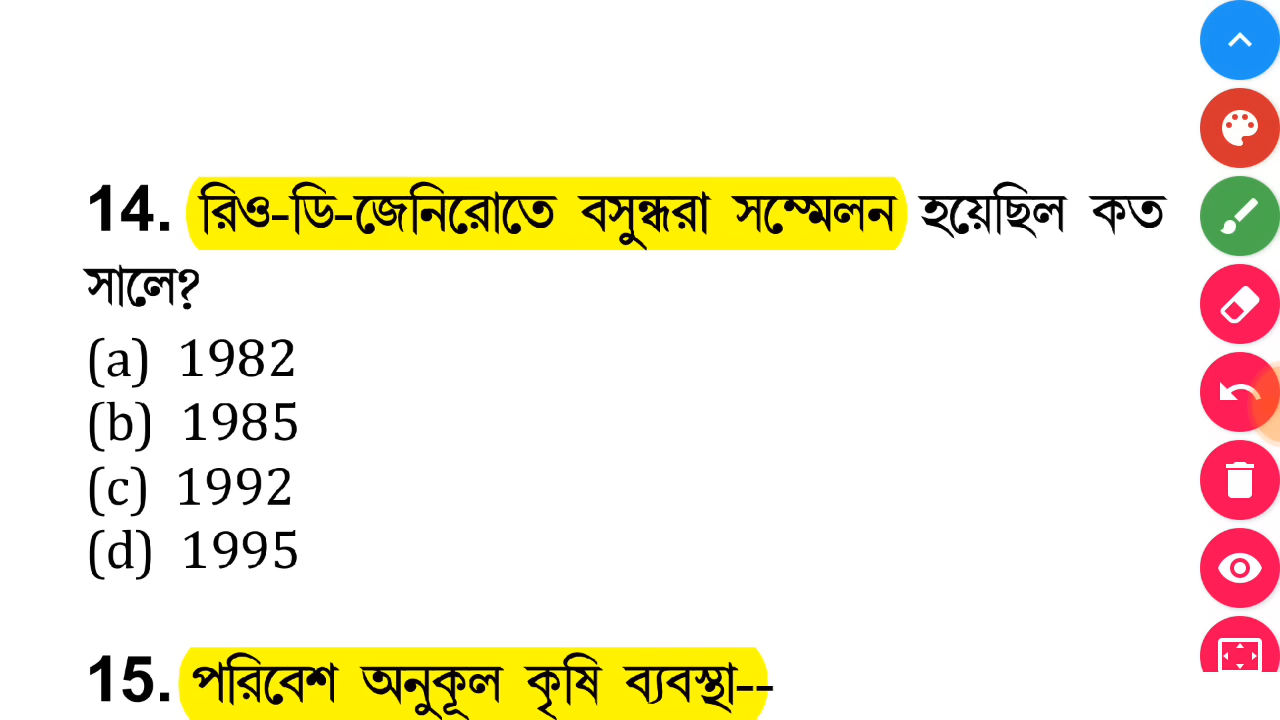 14. রিও-ডি-জেনিরোতে বসুন্ধরা সম্মেলন হয়েছিল কত
সালে?
(a) 1982
(b) 1985
(c) 1992
(d) 1995
15. পরিবেশ অনুকূল কৃষি ব্যবস্থা--